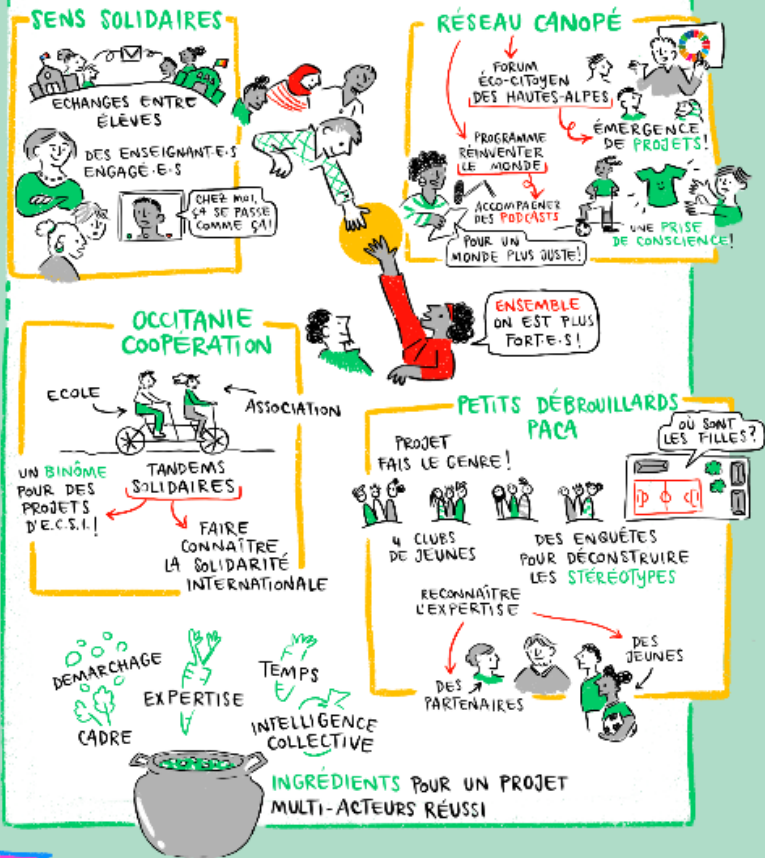 SENS SOLIDAIRES
ECHANGES ENTRE
ÉLÈVES
DES ENSEIGNANT·E·S
ENGAGÉ·E·S
CHEZ MOI,
ÇA SE PASSE
COMME ÇA!
RÉSEAU CANOPÉ
FORUM
ÉCO-CITOYEN
DES HAUTES-ALPES
ÉMERGENCE
DE PROJETS!
PROGRAMME
RÉINVENTER
LE MONDE
ACCOMPAGNER
DES PODCASTS
POUR UN
MONDE PLUS JUSTE!
UNE PRISE
DE CONSCIENCE!
ENSEMBLE
ON EST PLUS
FORT·E·S!
OCCITANIE
COOPÉRATION
ECOLE
ASSOCIATION
TANDEMS
SOLIDAIRES
UN BINÔME
POUR DES
PROJETS
D'E.C.S.I.!
FAIRE
CONNAÎTRE
LA SOLIDARITÉ
INTERNATIONALE
PETITS DÉBROUILLARDS
PACA
PROJET
FAIS LE GENRE!
OÙ SONT
LES FILLES?
4 CLUBS
DE JEUNES
DES ENQUÊTES
POUR DÉCONSTRUIRE
LES STÉRÉOTYPES
RECONNAÎTRE
L'EXPERTISE
DES
PARTENAIRES
DES
JEUNES
DEMARCHAGE
CADRE
EXPERTISE
TEMPS
INTELLIGENCE
COLLECTIVE
INGRÉDIENTS POUR UN PROJET
MULTI-ACTEURS RÉUSSI